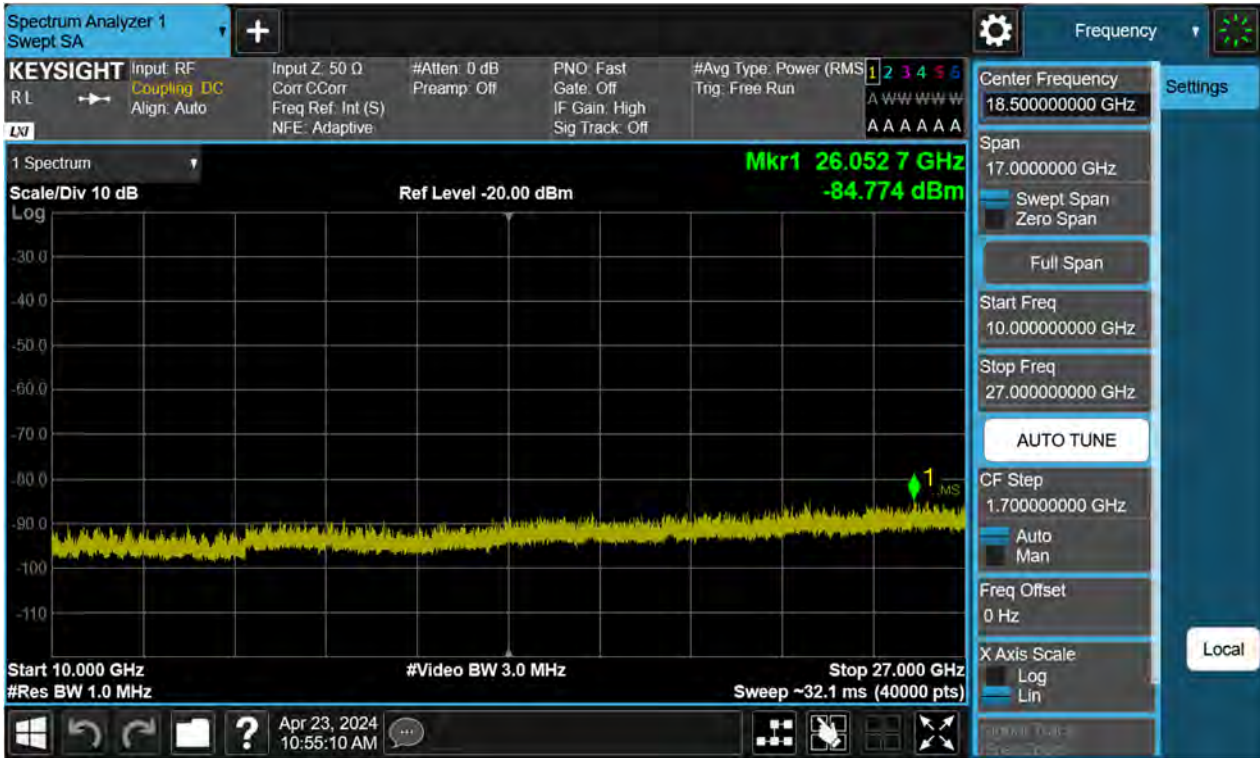 Spectrum Analyzer 1
Swept SA
+
Frequency
KEYSIGHT
R L
LXI
Input: RF
Coupling: DC
Align: Auto
Input Z: 50 Ω
Corr CCorr
Freq Ref: Int (S)
NFE: Adaptive
#Atten: 0 dB
Preamp: Off
PNO: Fast
Gate: Off
IF Gain: High
Sig Track: Off
#Avg Type: Power (RMS
Trig: Free Run
1 2 3 4 5 6
A W W W W W
A A A A A A
Center Frequency
18.500000000 GHz
Settings
1 Spectrum
Mkr1 26.052 7 GHz
Scale/Div 10 dB
Ref Level -20.00 dBm
-84.774 dBm
Span
17.0000000 GHz
Swept Span
Zero Span
Full Span
Start Freq
10.000000000 GHz
Stop Freq
27.000000000 GHz
AUTO TUNE
CF Step
1.700000000 GHz
Auto
Man
Freq Offset
0 Hz
X Axis Scale
Log
Lin
Local
Log
-30.0
-40.0
-50.0
-60.0
-70.0
-80.0
-90.0
-100
-110
1
Start 10.000 GHz
#Video BW 3.0 MHz
Stop 27.000 GHz
#Res BW 1.0 MHz
Sweep ~32.1 ms (40000 pts)
?
Apr 23, 2024
10:55:10 AM